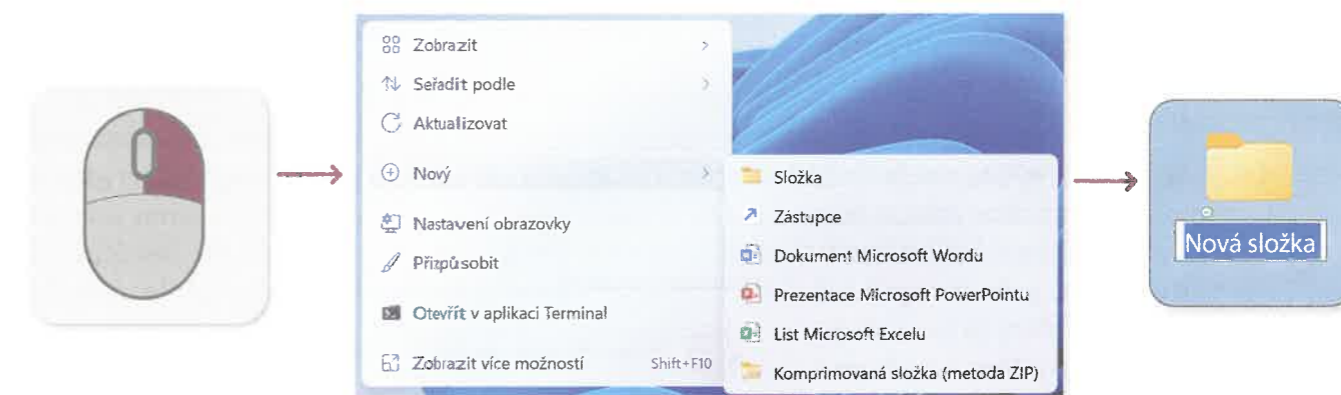 Zobrazit
Seřadit podle
Aktualizovat
Nový
Nastavení obrazovky
Přizpůsobit
Otevřít v aplikaci Terminal
Zobrazit více možností Shift+F10
Složka
Zástupce
Dokument Microsoft Wordu
Prezentace Microsoft PowerPointu
List Microsoft Excelu
Komprimovaná složka (metoda ZIP)
Nová složka